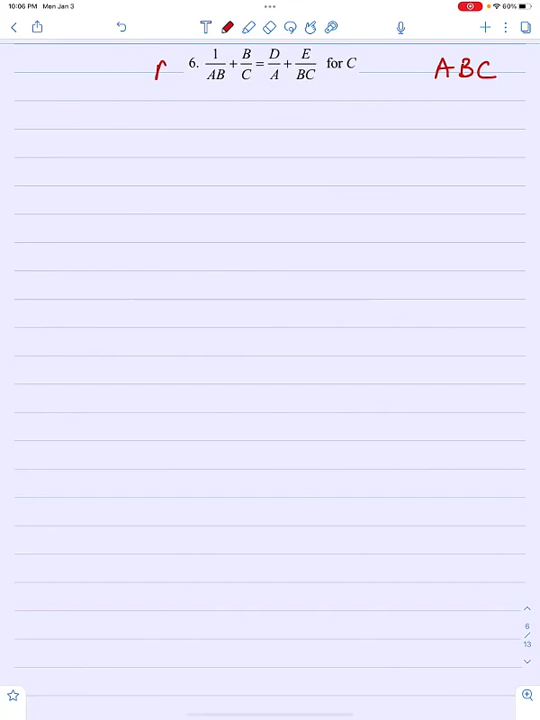 10:06 PM Mon Jan 3 60%
6. 1/AB + B/C = D/A + E/BC for C
ABC
6
/
13